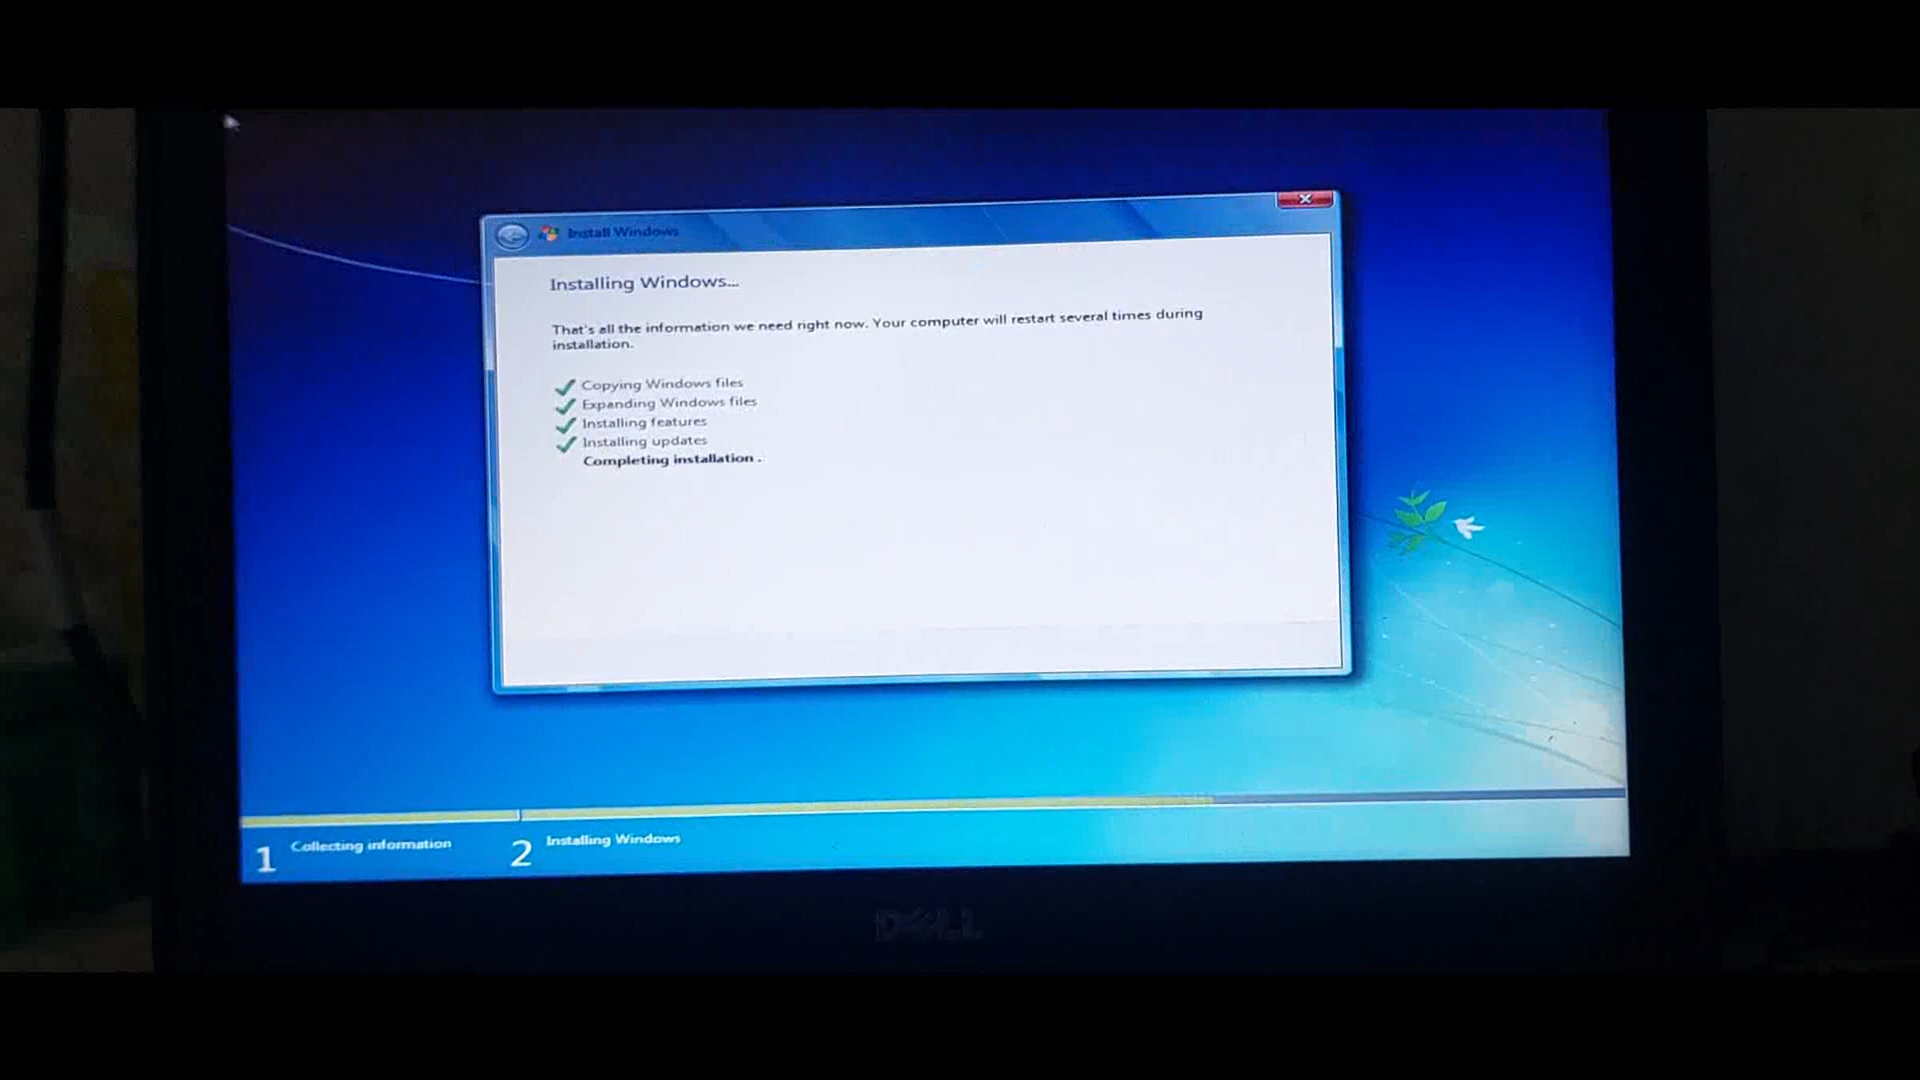 Install Windows
Installing Windows...
That's all the information we need right now. Your computer will restart several times during
installation.
Copying Windows files
Expanding Windows files
Installing features
Installing updates
Completing installation .
1 Collecting information
2 Installing Windows
DELL